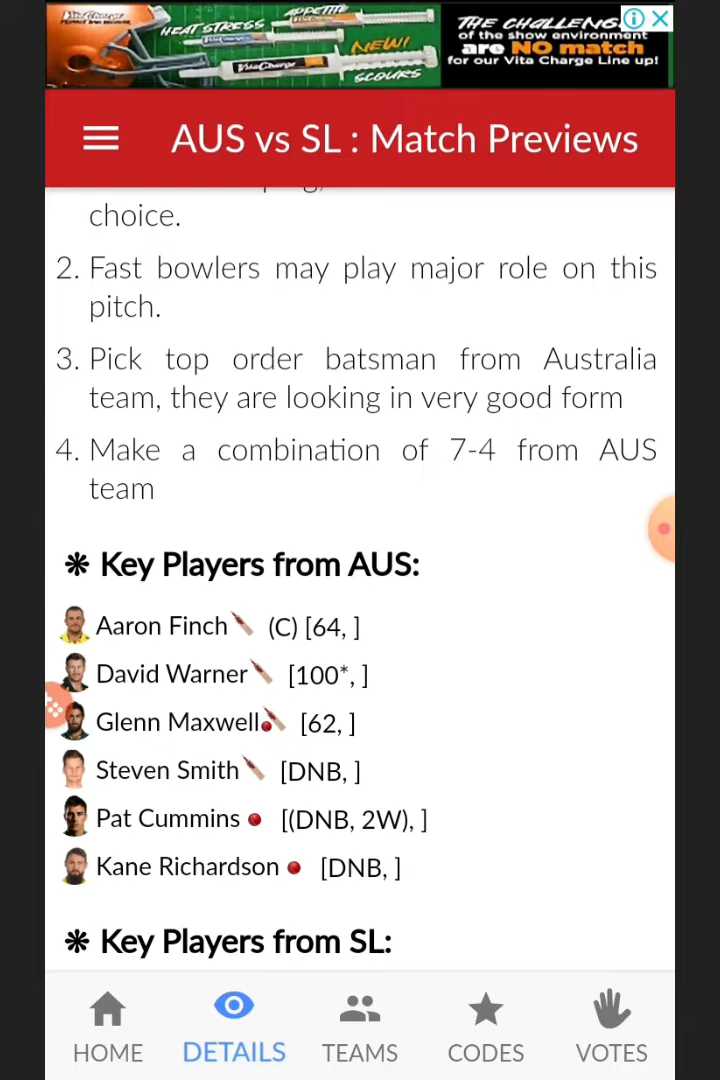 HEAT STRESS
APPETITE
NEW!
VitaCharge
SCOURS
THE CHALLENG
of the show environment
are NO match
for our Vita Charge Line up!
AUS vs SL : Match Previews
choice.
2. Fast bowlers may play major role on this
pitch.
3. Pick top order batsman from Australia
team, they are looking in very good form
4. Make a combination of 7-4 from AUS
team
❋ Key Players from AUS:
Aaron Finch (C) [64, ]
David Warner [100*, ]
Glenn Maxwell [62, ]
Steven Smith [DNB, ]
Pat Cummins [(DNB, 2W), ]
Kane Richardson [DNB, ]
❋ Key Players from SL:
HOME DETAILS TEAMS CODES VOTES